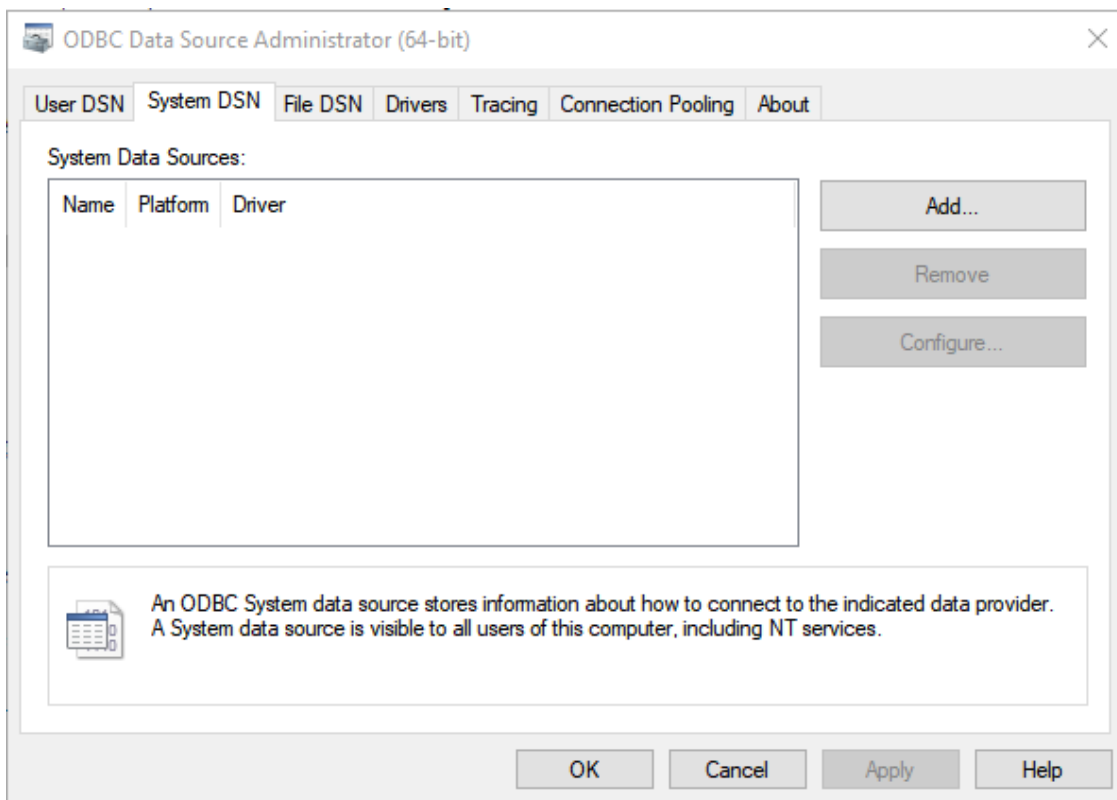 ODBC Data Source Administrator (64-bit)
User DSN System DSN File DSN Drivers Tracing Connection Pooling About
System Data Sources:
Name Platform Driver
Add...
Remove
Configure...
An ODBC System data source stores information about how to connect to the indicated data provider.
A System data source is visible to all users of this computer, including NT services.
OK Cancel Apply Help